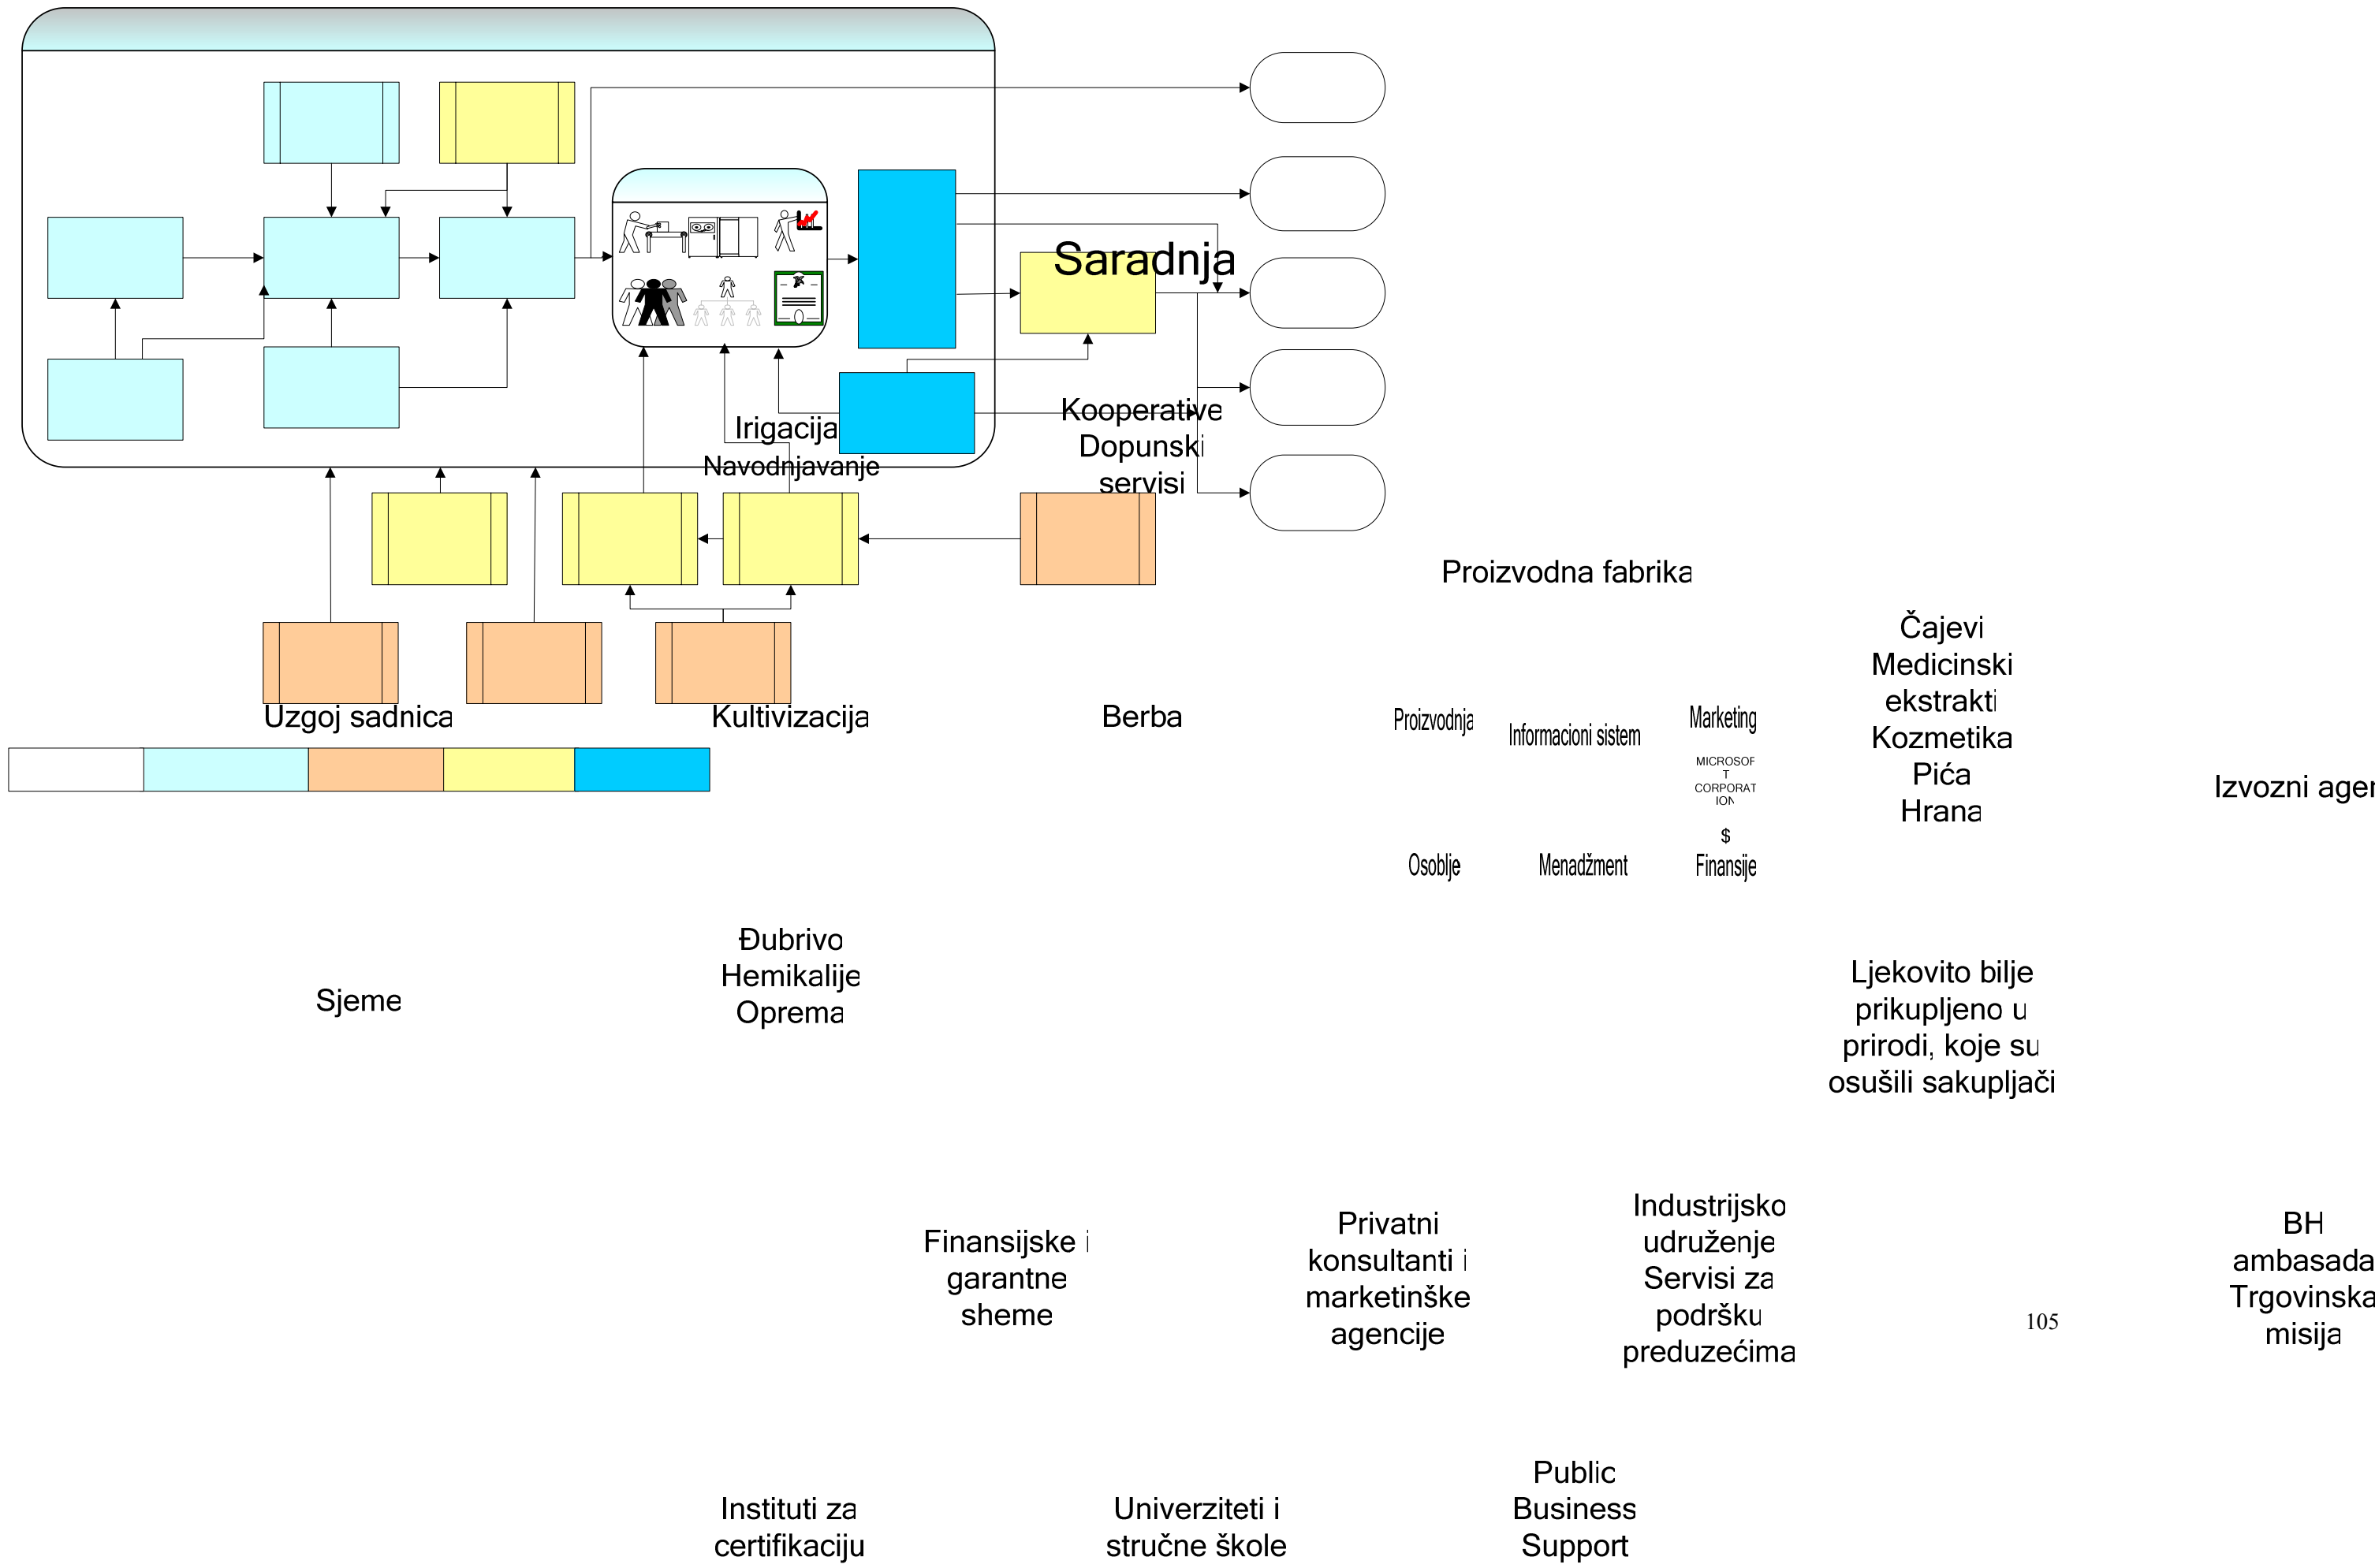 Saradnja
Irigacija
Navodnjavanje
Kooperative
Dopunski
servisi
Proizvodna fabrika
Uzgoj sadnica
Kultivizacija
Berba
Proizvodnja
Informacioni sistem
Marketing
MICROSOF
T
CORPORAT
ION
$
Osoblje
Menadžment
Finansije
Čajevi
Medicinski
ekstrakti
Kozmetika
Pića
Hrana
Izvozni agen
Sjeme
Đubrivo
Hemikalije
Oprema
Ljekovito bilje
prikupljeno u
prirodi, koje su
osušili sakupljači
Finansijske i
garantne
sheme
Privatni
konsultanti i
marketinške
agencije
Industrijsko
udruženje
Servisi za
podršku
preduzećima
105
BH
ambasada
Trgovinska
misija
Instituti za
certifikaciju
Univerziteti i
stručne škole
Public
Business
Support